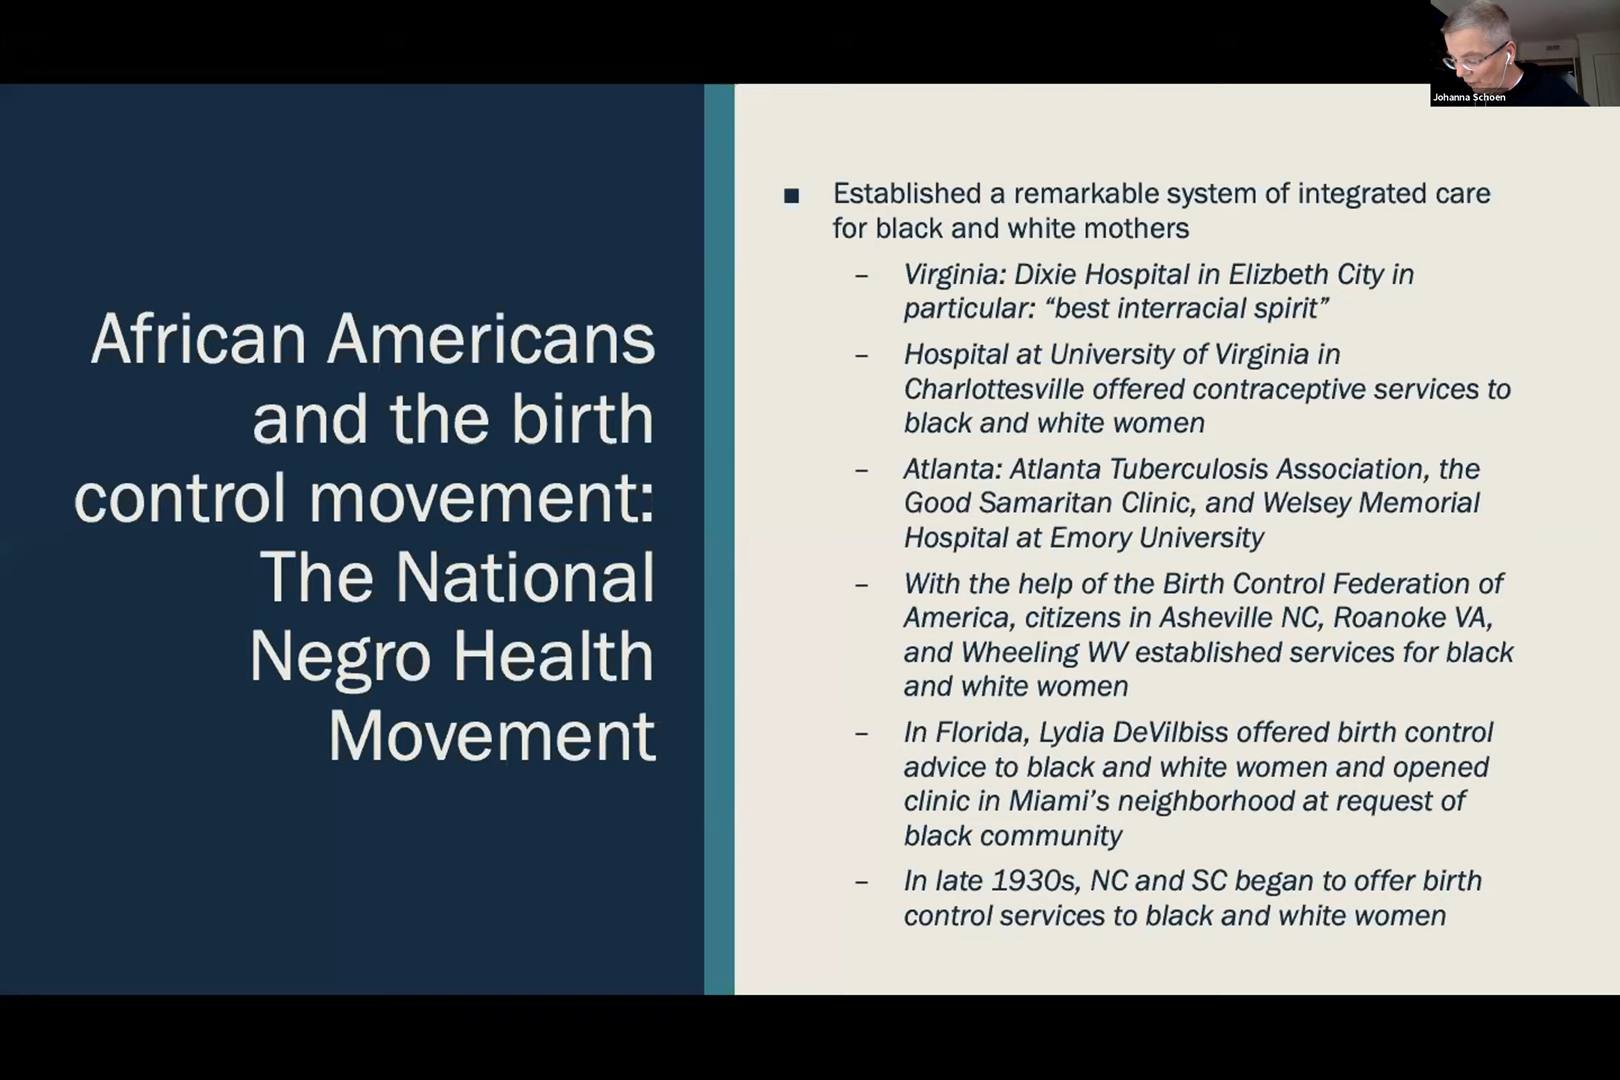 Johanna Schoen
African Americans
and the birth
control movement:
The National
Negro Health
Movement
■ Established a remarkable system of integrated care
for black and white mothers
– Virginia: Dixie Hospital in Elizbeth City in
particular: “best interracial spirit”
– Hospital at University of Virginia in
Charlottesville offered contraceptive services to
black and white women
– Atlanta: Atlanta Tuberculosis Association, the
Good Samaritan Clinic, and Welsey Memorial
Hospital at Emory University
– With the help of the Birth Control Federation of
America, citizens in Asheville NC, Roanoke VA,
and Wheeling WV established services for black
and white women
– In Florida, Lydia DeVilbiss offered birth control
advice to black and white women and opened
clinic in Miami’s neighborhood at request of
black community
– In late 1930s, NC and SC began to offer birth
control services to black and white women